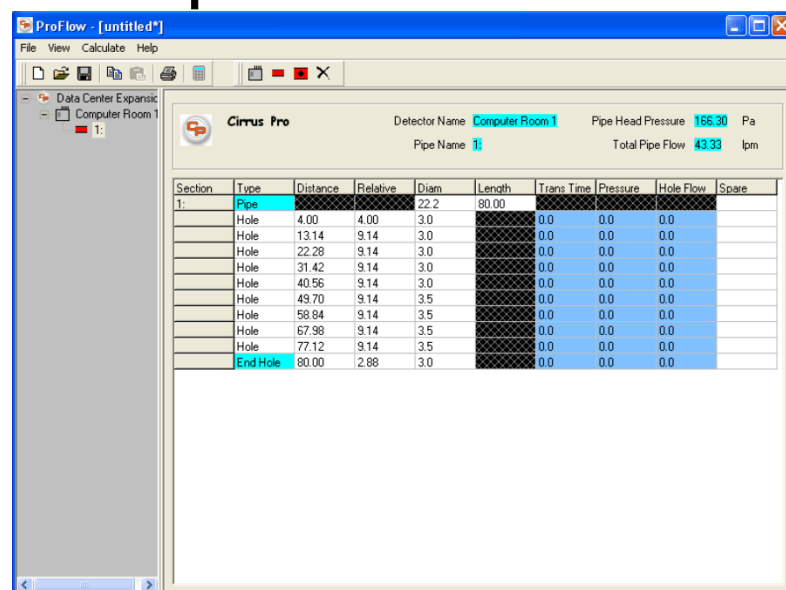 ProFlow - [untitled*]
File View Calculate Help
Data Center Expansic
Computer Room 1
1:
CP
Cirrus Pro
Detector Name Computer Room 1 Pipe Head Pressure 166.30 Pa
Pipe Name 1: Total Pipe Flow 43.33 lpm
Section Type Distance Relative Diam Length Trans Time Pressure Hole Flow Spare
1: Pipe 22.2 80.00
Hole 4.00 4.00 3.0 0.0 0.0 0.0
Hole 13.14 9.14 3.0 0.0 0.0 0.0
Hole 22.28 9.14 3.0 0.0 0.0 0.0
Hole 31.42 9.14 3.0 0.0 0.0 0.0
Hole 40.56 9.14 3.0 0.0 0.0 0.0
Hole 49.70 9.14 3.5 0.0 0.0 0.0
Hole 58.84 9.14 3.5 0.0 0.0 0.0
Hole 67.98 9.14 3.5 0.0 0.0 0.0
Hole 77.12 9.14 3.5 0.0 0.0 0.0
End Hole 80.00 2.88 3.0 0.0 0.0 0.0